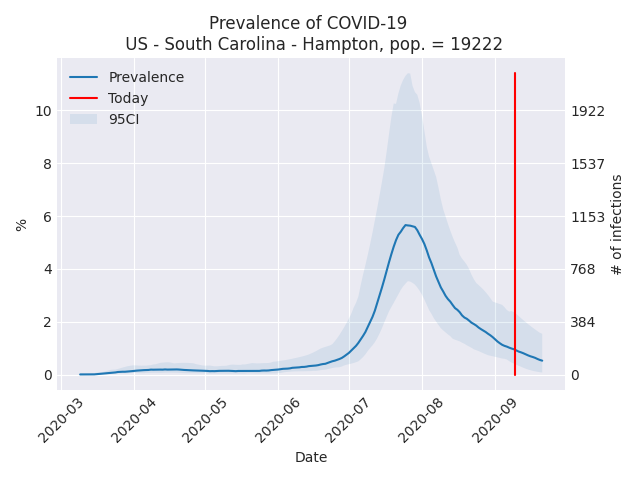 Prevalence of COVID-19
US - South Carolina - Hampton, pop. = 19222
Prevalence
Today
95CI
10
8
6
4
2
0
%
1922
1537
1153
768
384
0
# of infections
2020-03
2020-04
2020-05
2020-06
2020-07
2020-08
2020-09
Date